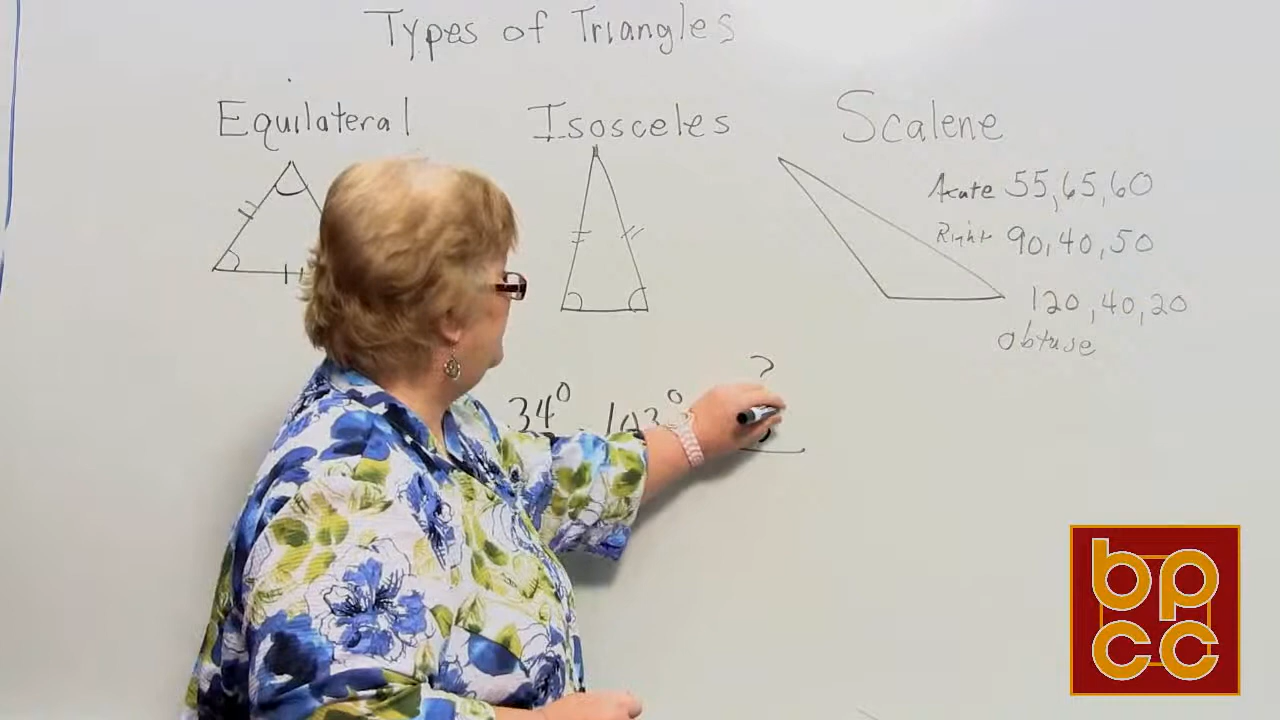 Types of Triangles
Equilateral
Isosceles
Scalene
Acute 55,65,60
Right 90,40,50
120,40,20
obtuse
?
34°, 103°
bp
cc